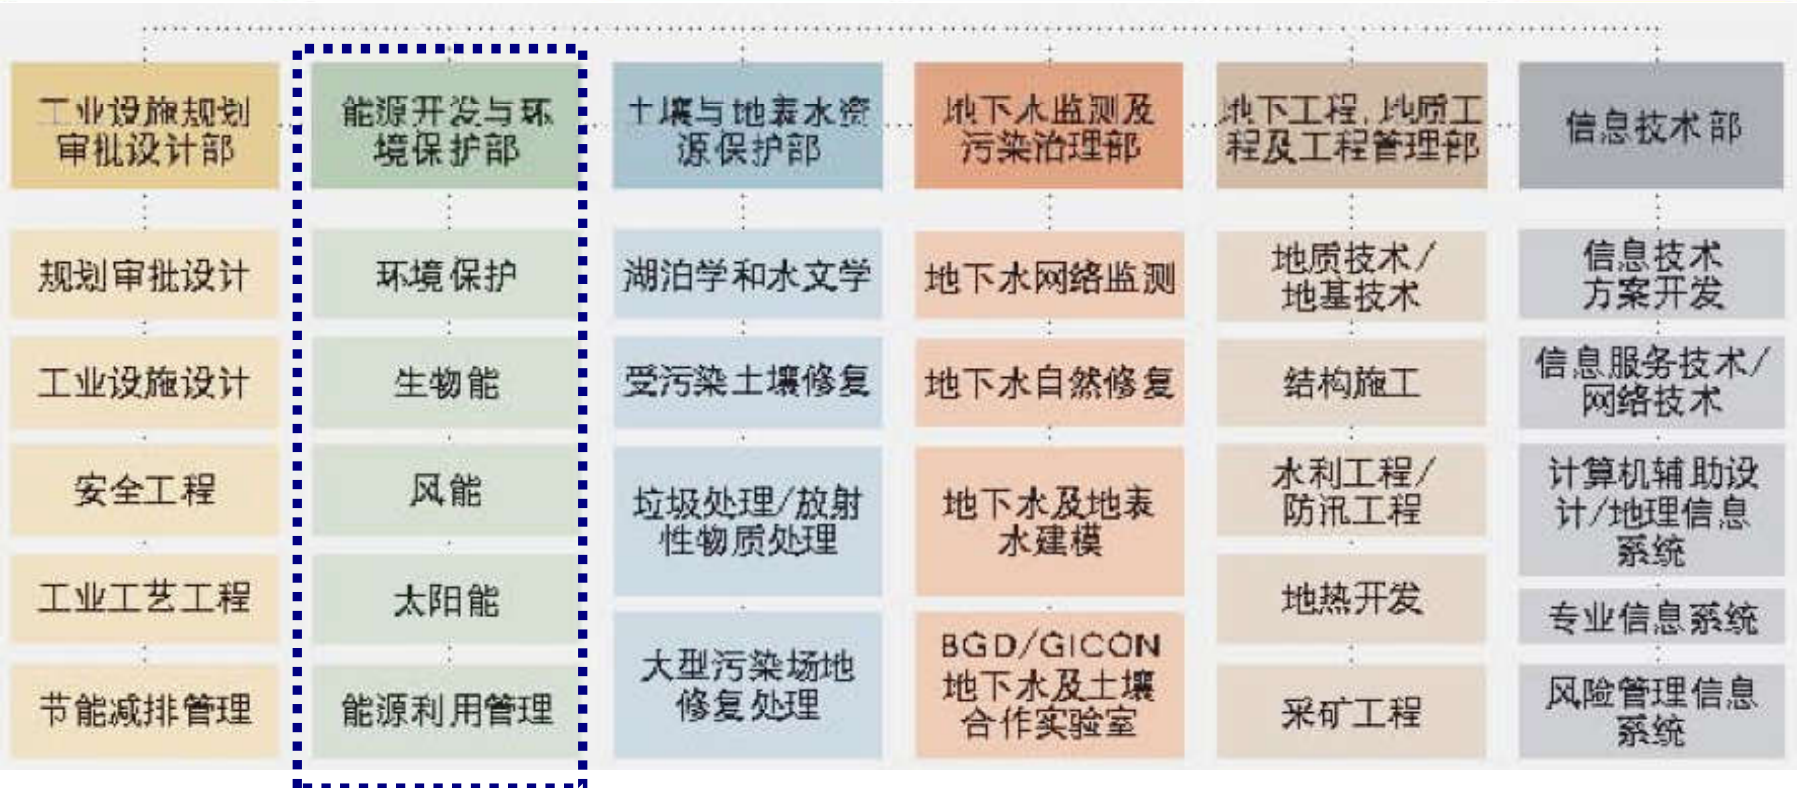 工业设施规划
审批设计部
能源开发与环
境保护部
土壤与地表水资
源保护部
地下水监测及
污染治理部
地下工程,地质工
程及工程管理部
信息技术部
规划审批设计
工业设施设计
安全工程
工业工艺工程
节能减排管理
环境保护
生物能
风能
太阳能
能源利用管理
湖泊学和水文学
受污染土壤修复
垃圾处理/放射
性物质处理
大型污染场地
修复处理
地下水网络监测
地下水自然修复
地下水及地表
水建模
BGD/GICON
地下水及土壤
合作实验室
地质技术/
地基技术
结构施工
水利工程/
防汛工程
地热开发
采矿工程
信息技术
方案开发
信息服务技术/
网络技术
计算机辅助设
计/地理信息
系统
专业信息系统
风险管理信息
系统